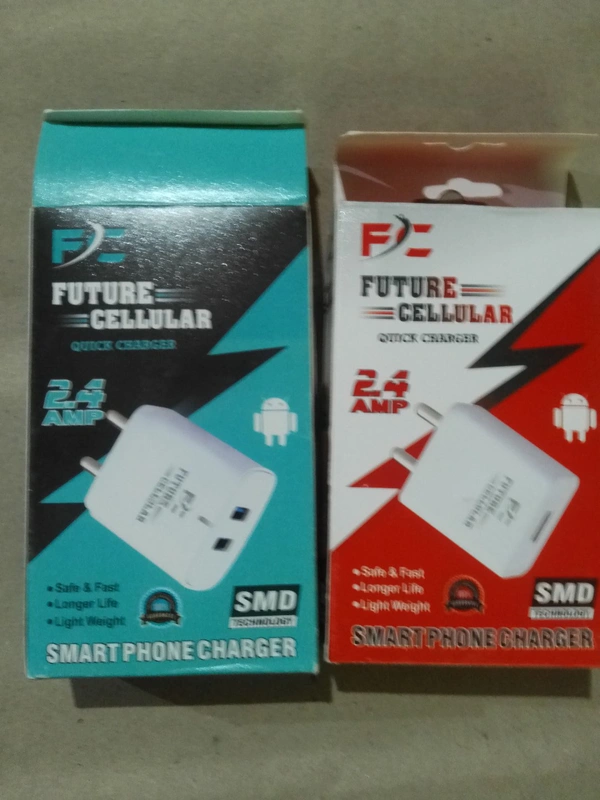 FC
FUTURE
CELLULAR
QUICK CHARGER
2.4
AMP
FUTURE
CELLULAR
• Safe & Fast
• Longer Life
• Light Weight
SMD
TECHNOLOGY
SMART PHONE CHARGER
FC
FUTURE
CELLULAR
QUICK CHARGER
2.4
AMP
FUTURE
CELLULAR
• Safe & Fast
• Longer Life
• Light Weight
SMD
TECHNOLOGY
SMART PHONE CHARGER